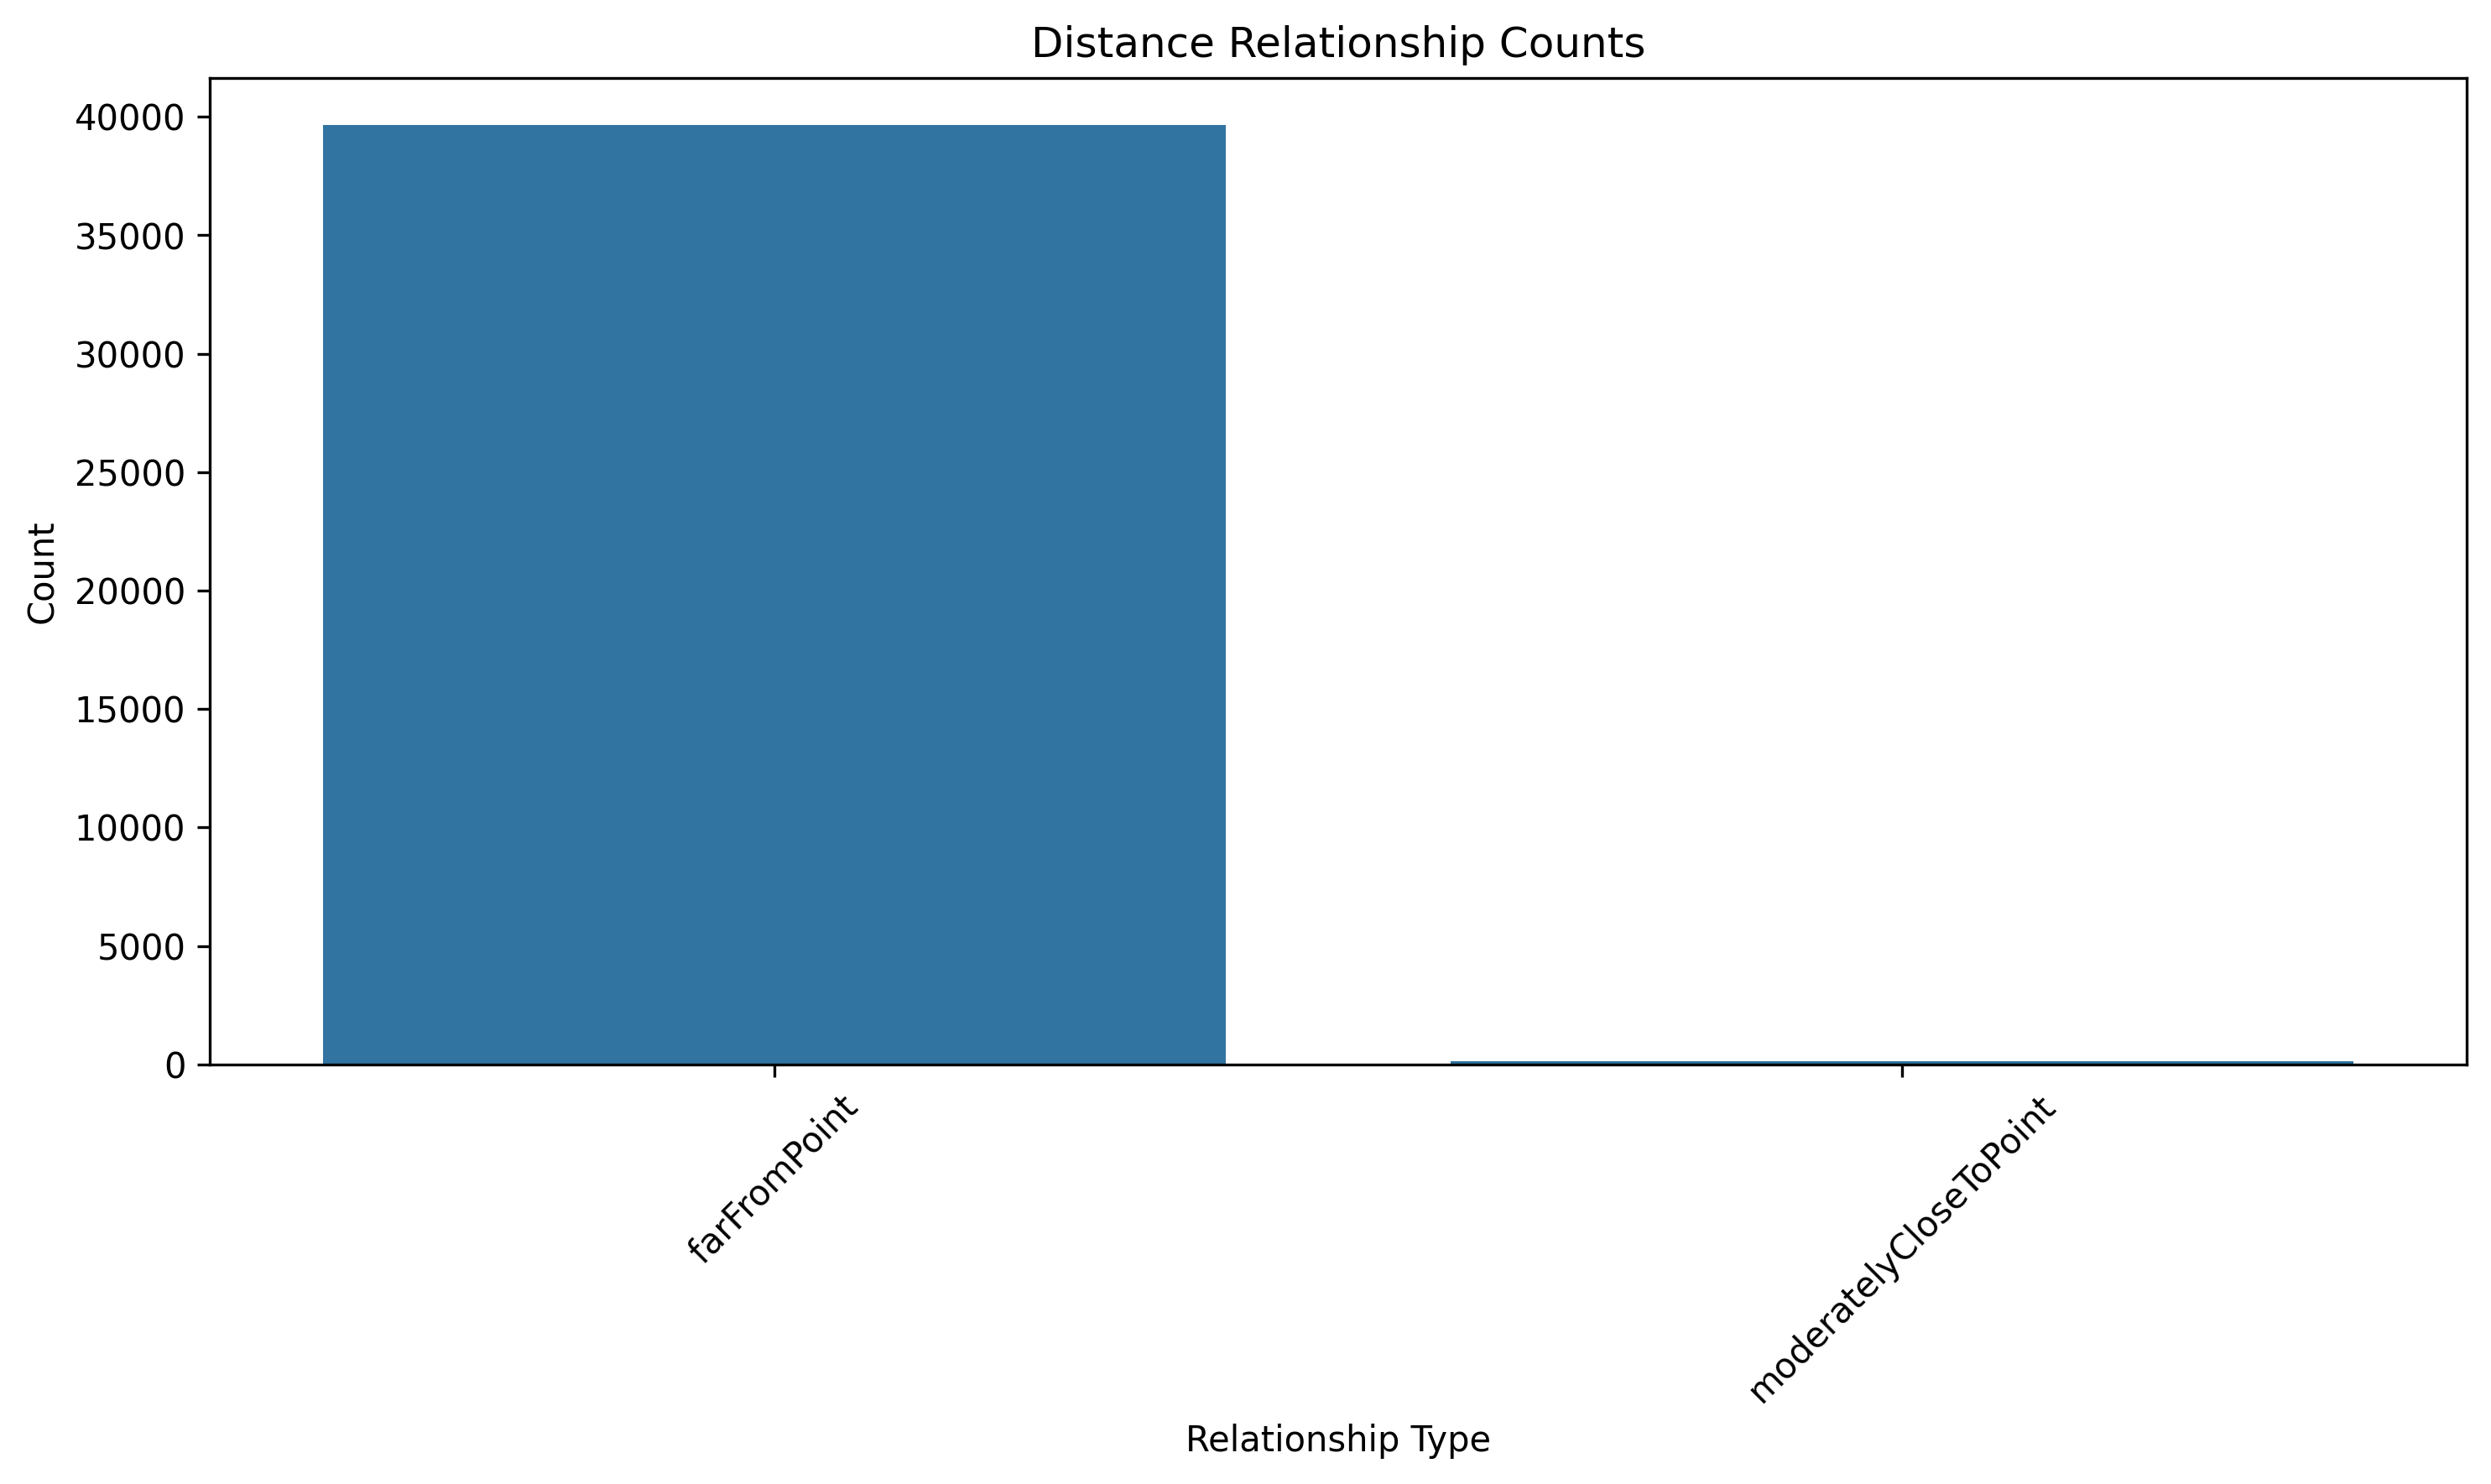 Distance Relationship Counts
40000
35000
30000
25000
20000
15000
10000
5000
0
Count
farFromPoint
moderatelyCloseToPoint
Relationship Type